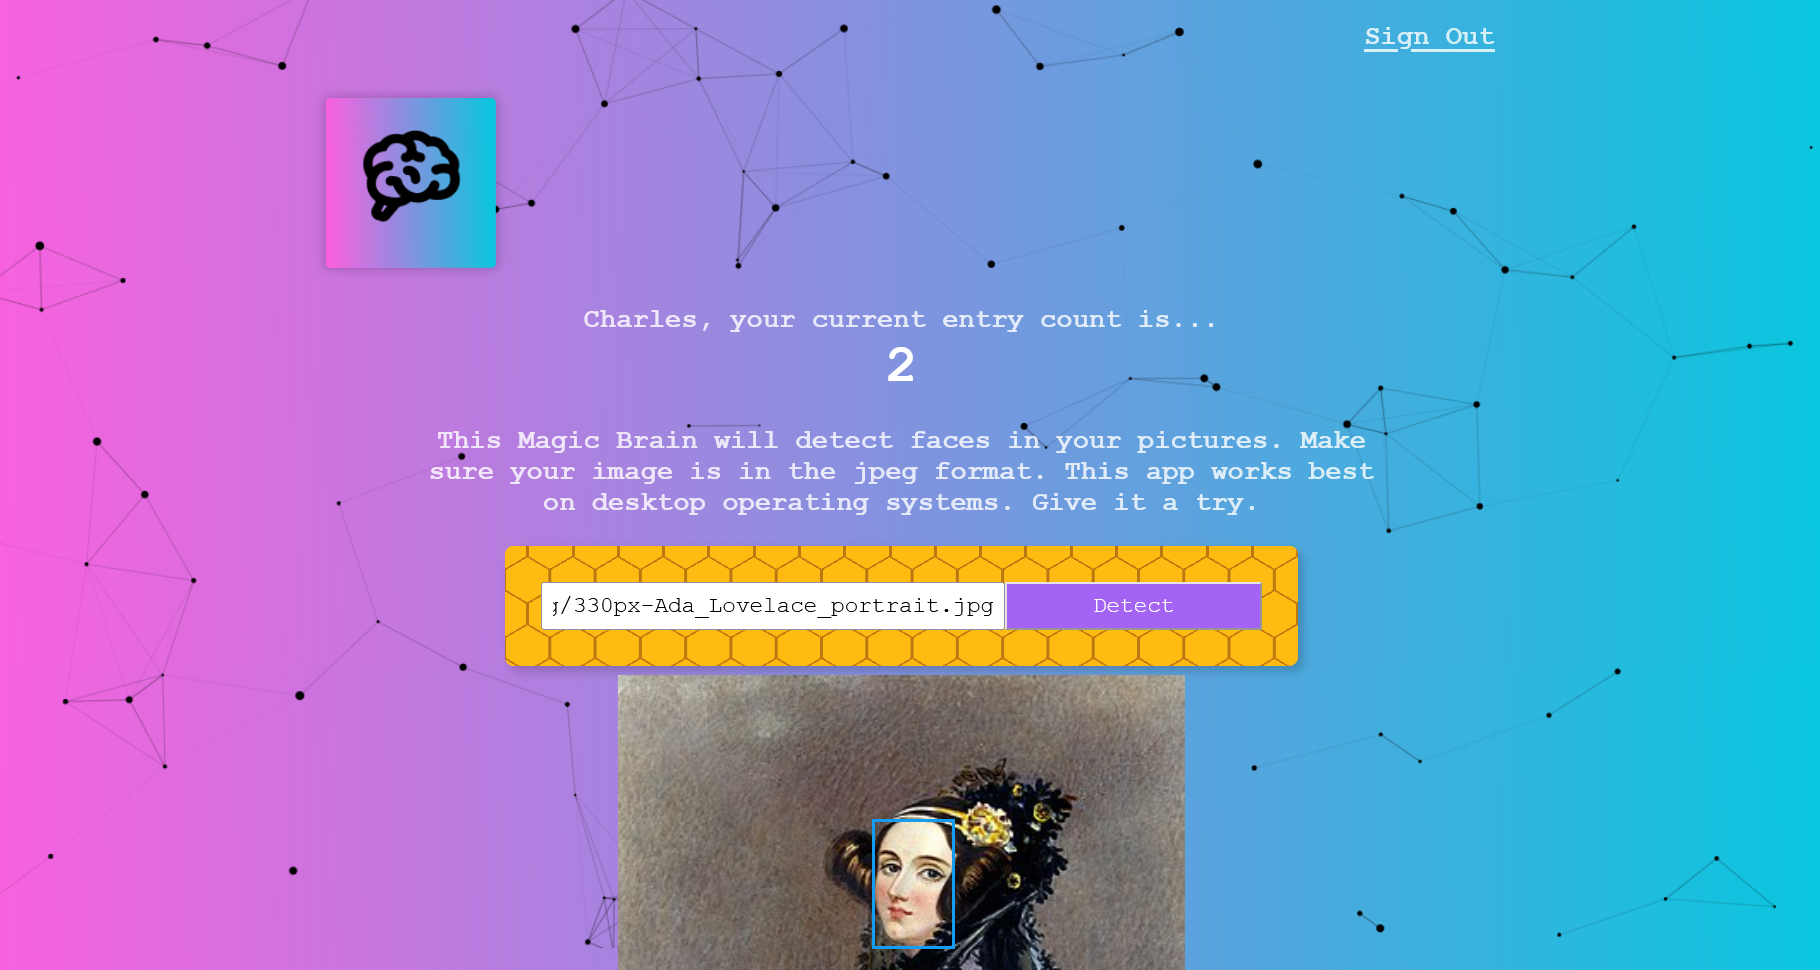 Sign Out
Charles, your current entry count is...
2
This Magic Brain will detect faces in your pictures. Make
sure your image is in the jpeg format. This app works best
on desktop operating systems. Give it a try.
g/330px-Ada_Lovelace_portrait.jpg
Detect